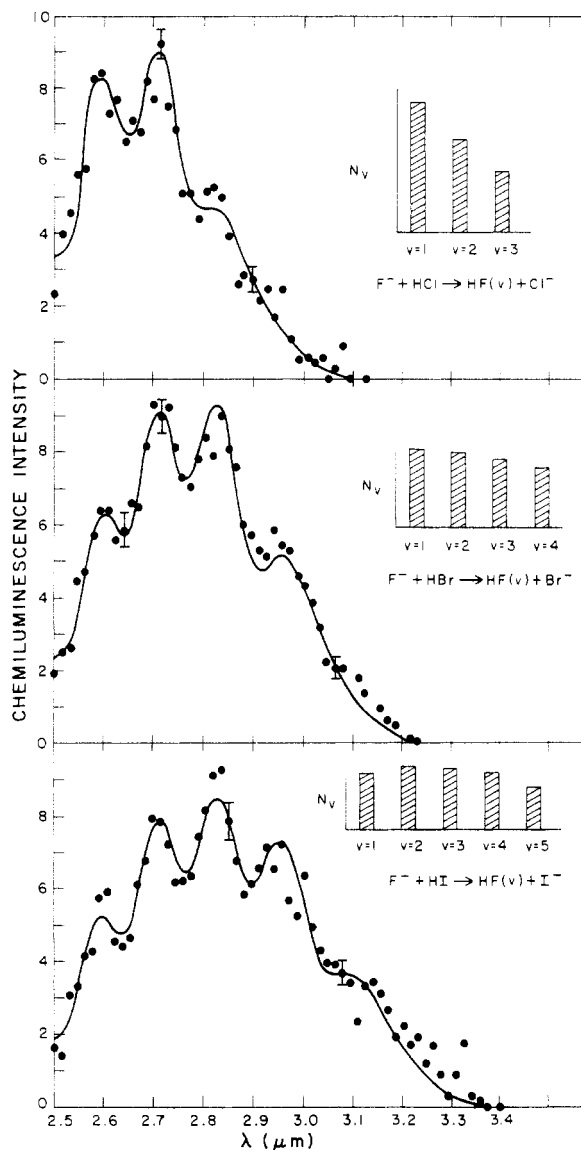 CHEMILUMINESCENCE INTENSITY
10
8
6
4
2
0
N_V
v=1 v=2 v=3
F⁻ + HCl → HF(v) + Cl⁻
8
6
4
2
0
N_V
v=1 v=2 v=3 v=4
F⁻ + HBr → HF(v) + Br⁻
8
6
4
2
0
N_V
v=1 v=2 v=3 v=4 v=5
F⁻ + HI → HF(v) + I⁻
2.5 2.6 2.7 2.8 2.9 3.0 3.1 3.2 3.3 3.4
λ (μm)